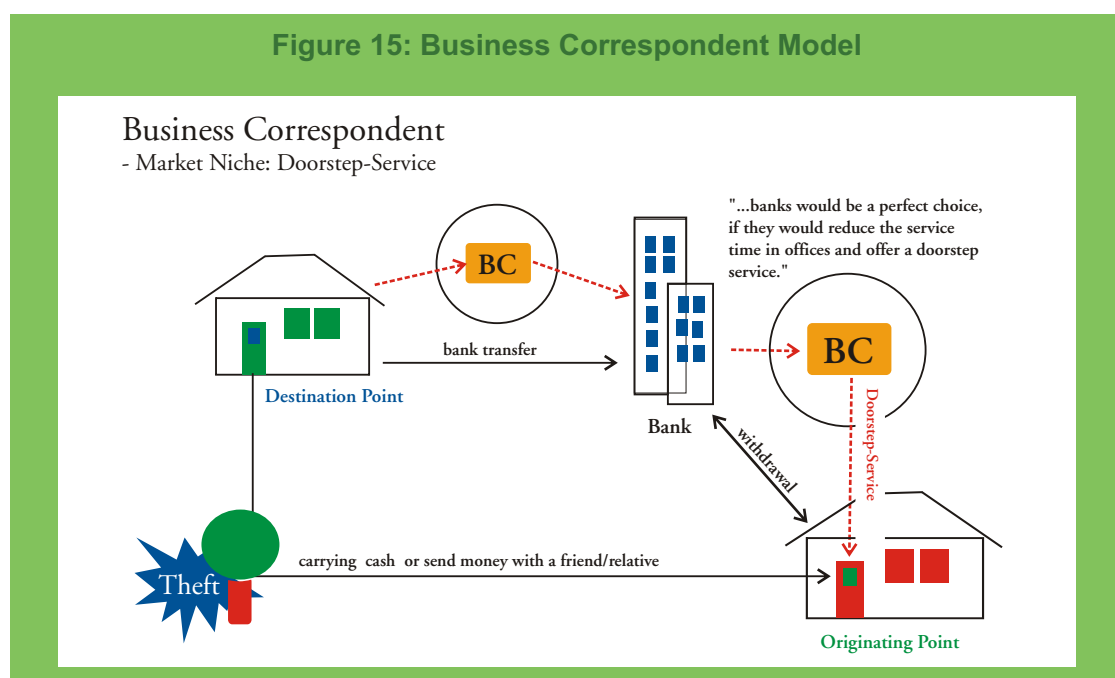 Figure 15: Business Correspondent Model
Business Correspondent
- Market Niche: Doorstep-Service
"...banks would be a perfect choice,
if they would reduce the service
time in offices and offer a doorstep
service."
BC
BC
bank transfer
Destination Point
Bank
withdrawal
Doorstep-Service
Theft
carrying cash or send money with a friend/relative
Originating Point